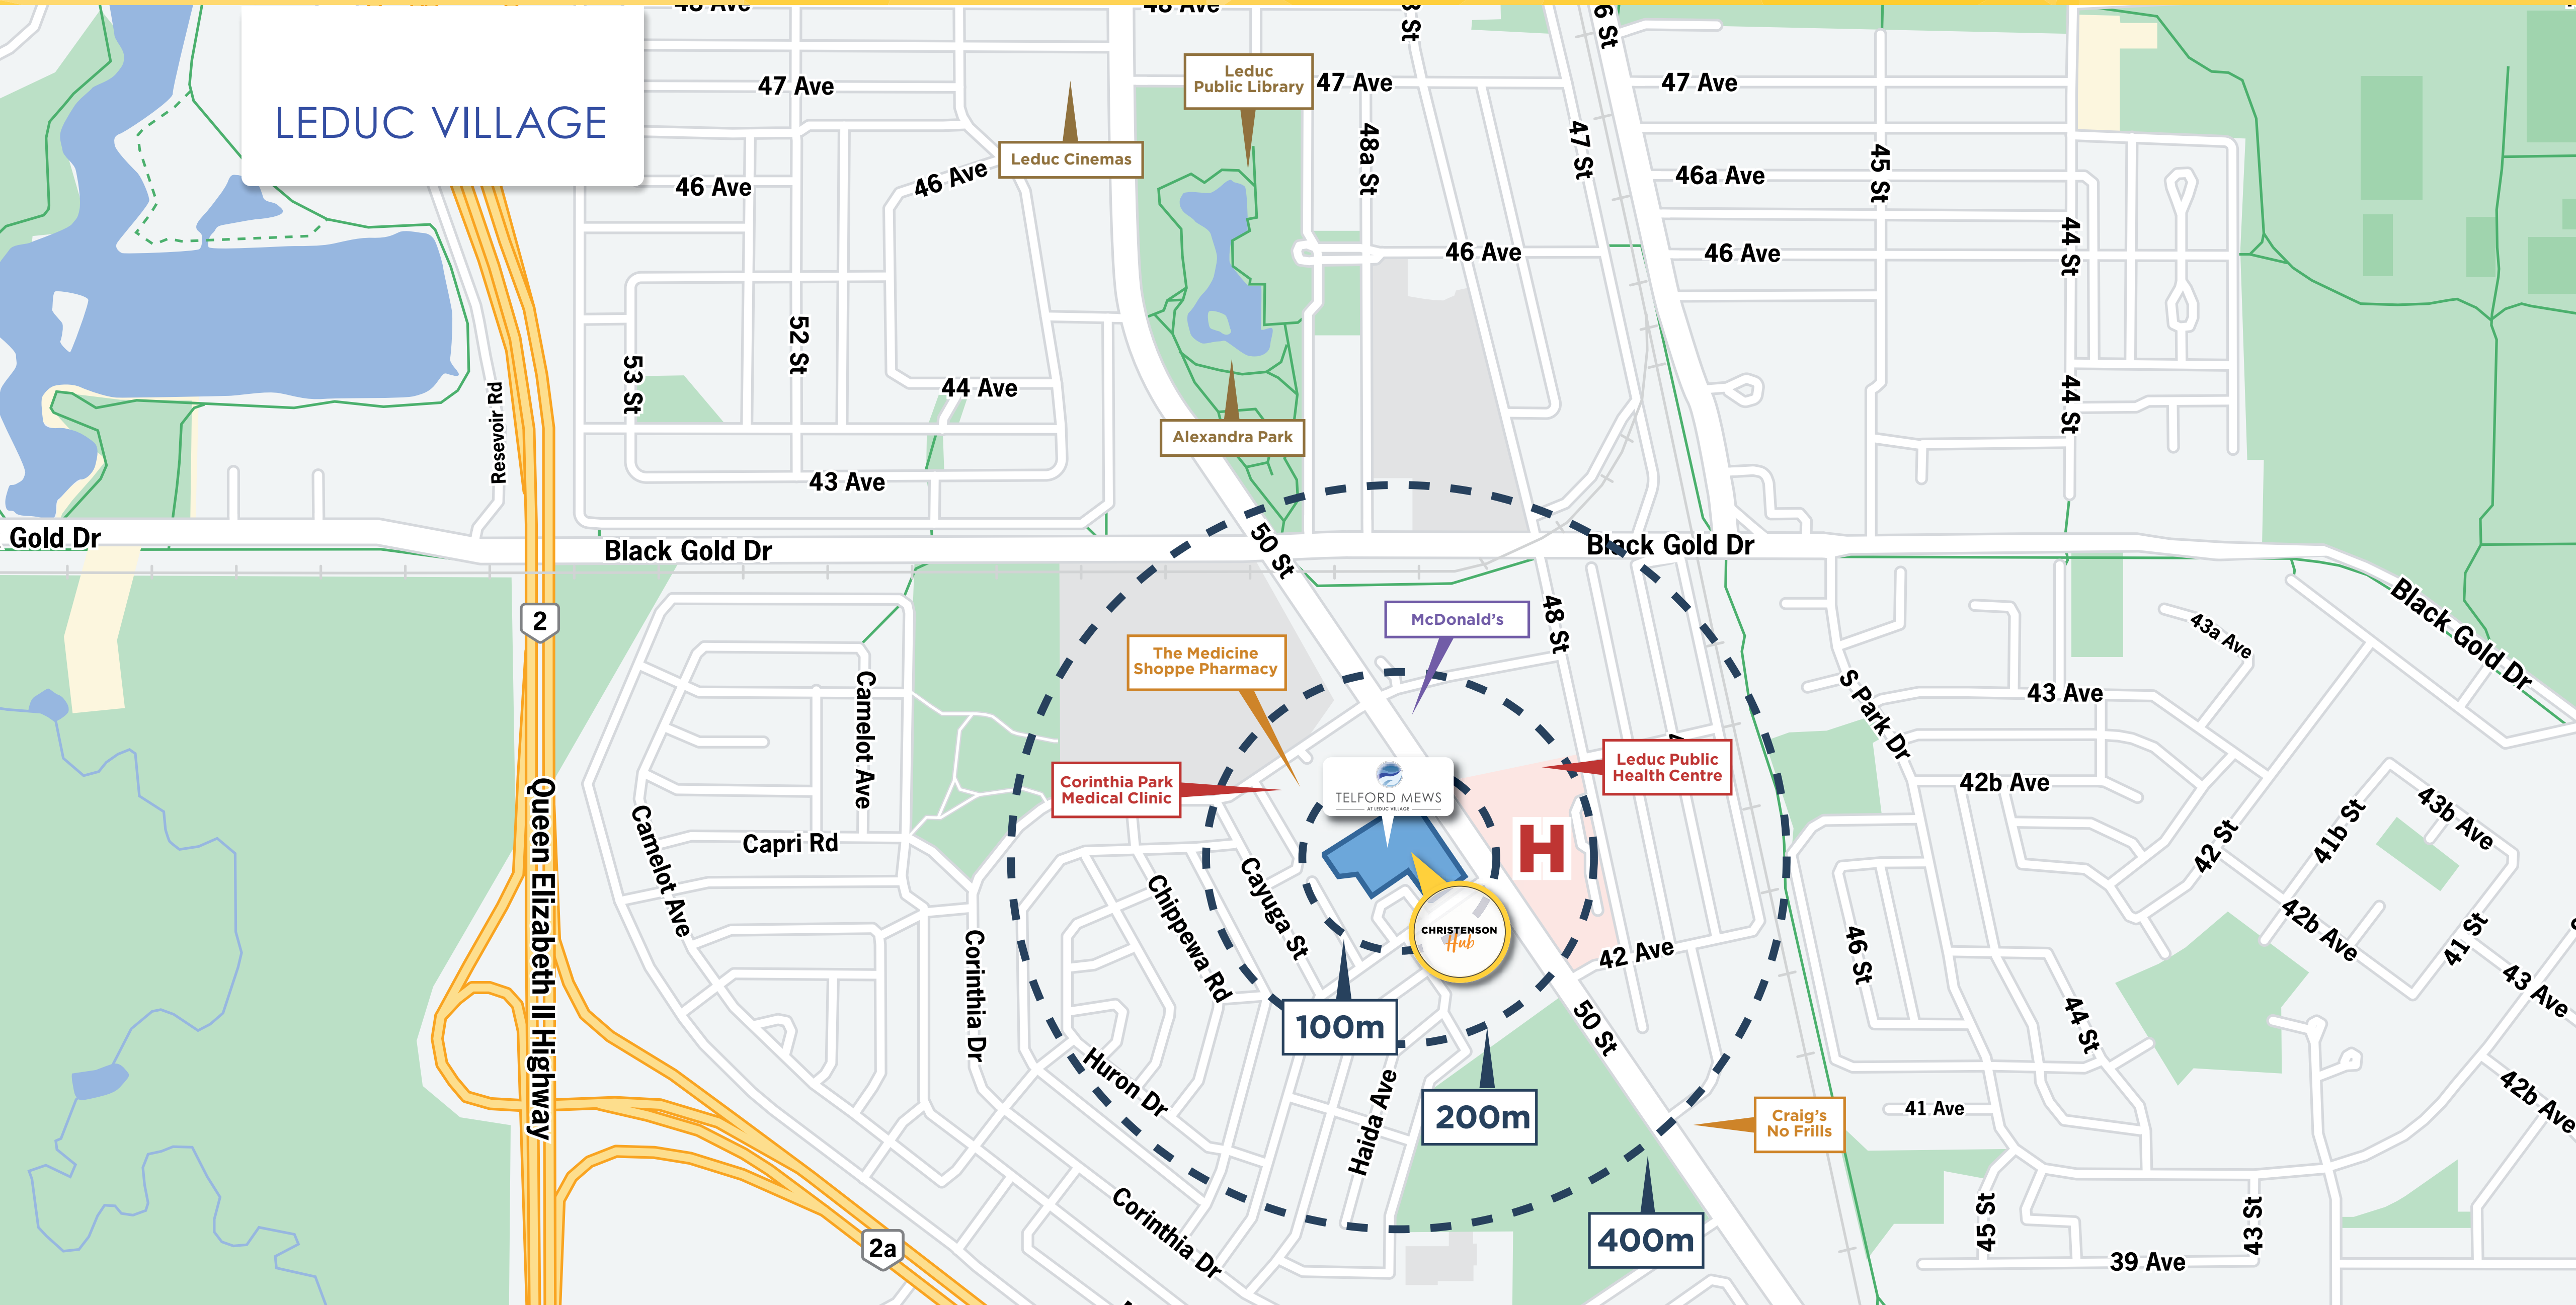 48 Ave
48 Ave
LEDUC VILLAGE
47 Ave
Leduc
Public Library
47 Ave
47 Ave
Leduc Cinemas
46 Ave
46 Ave
48a St
47 St
46a Ave
45 St
46 Ave
46 Ave
44 St
52 St
53 St
44 Ave
44 St
Resevoir Rd
Alexandra Park
43 Ave
Gold Dr
Black Gold Dr
50 St
Black Gold Dr
Black Gold Dr
2
McDonald's
48 St
43a Ave
The Medicine
Shoppe Pharmacy
Camelot Ave
S Park Dr
43 Ave
Corinthia Park
Medical Clinic
TELFORD MEWS
AT LEDUC VILLAGE
Leduc Public
Health Centre
42b Ave
43b Ave
41b St
42 St
Capri Rd
H
Camelot Ave
Chippewa Rd
Cayuga St
CHRISTENSON
Hub
42 Ave
46 St
42b Ave
41 St
43 Ave
Queen Elizabeth II Highway
Corinthia Dr
100m
50 St
44 St
Huron Dr
Haida Ave
200m
Craig's
No Frills
41 Ave
42b Ave
Corinthia Dr
400m
45 St
43 St
2a
39 Ave